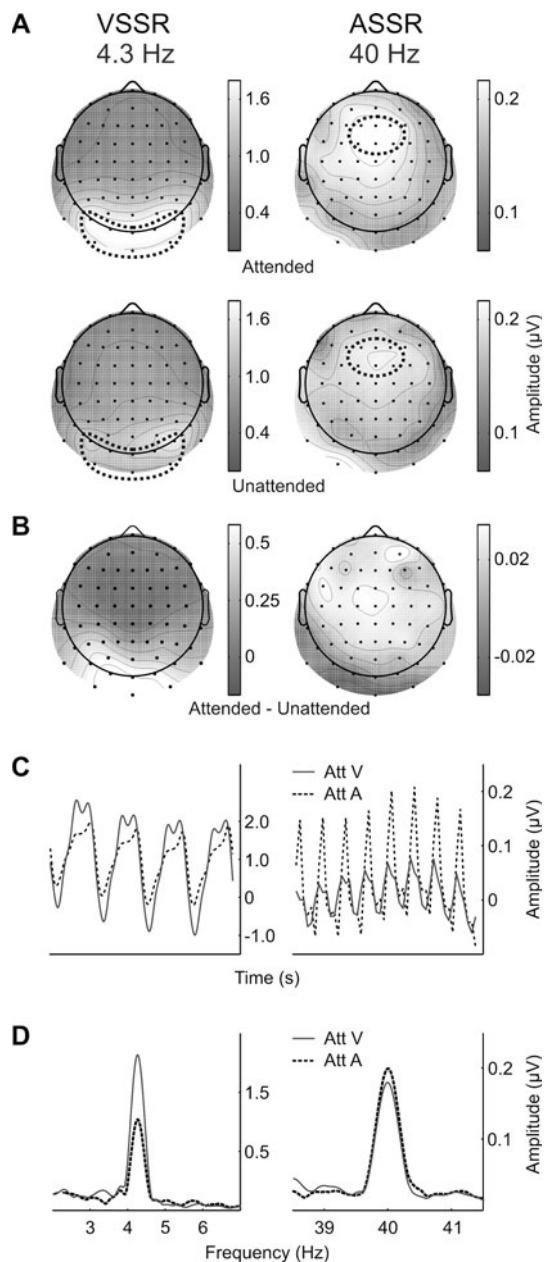 A VSSR ASSR
4.3 Hz 40 Hz
1.6 0.2
1.0
0.4 0.1
Attended
1.6 0.2
1.0
0.4 0.1
Amplitude (µV)
Unattended
B
0.5 0.02
0.25
0 -0.02
Attended - Unattended
C
Att V
Att A
2.0 0.2
1.0 0.1
0 0
-1.0
Amplitude (µV)
Time (s)
D
Att V
Att A
1.5 0.2
0.5 0.1
Amplitude (µV)
3 4 5 6 39 40 41
Frequency (Hz)